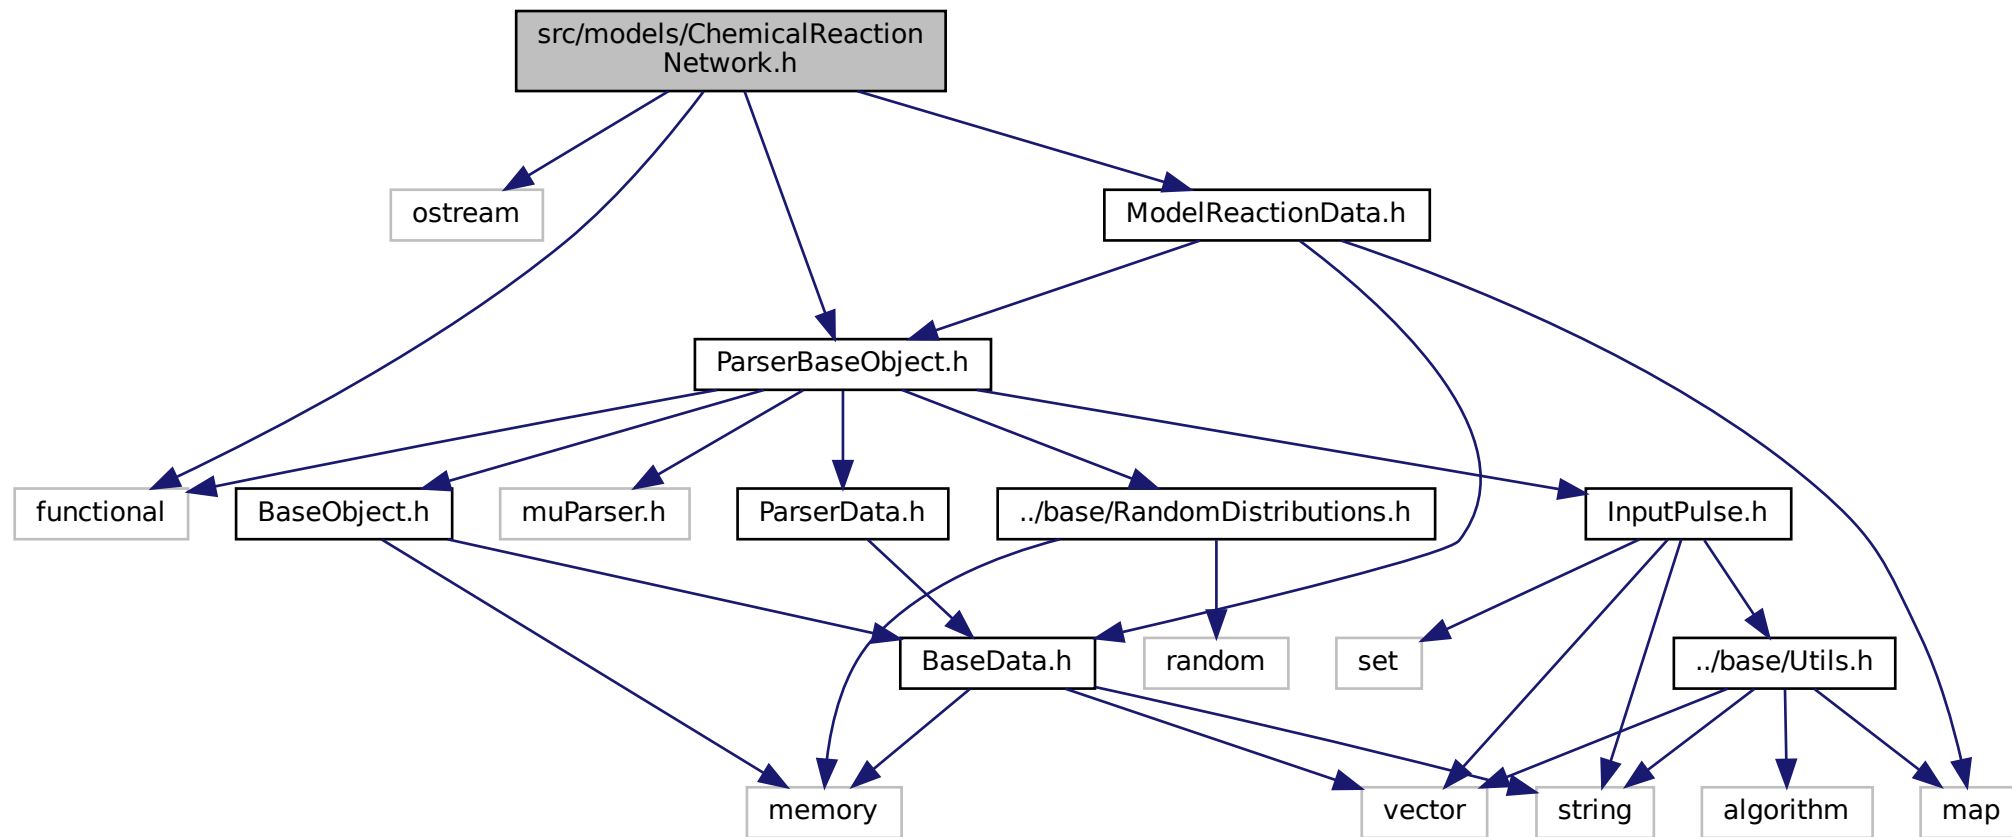 src/models/ChemicalReaction
Network.h
ostream
ModelReactionData.h
ParserBaseObject.h
functional
BaseObject.h
muParser.h
ParserData.h
../base/RandomDistributions.h
InputPulse.h
BaseData.h
random
set
../base/Utils.h
memory
vector
string
algorithm
map